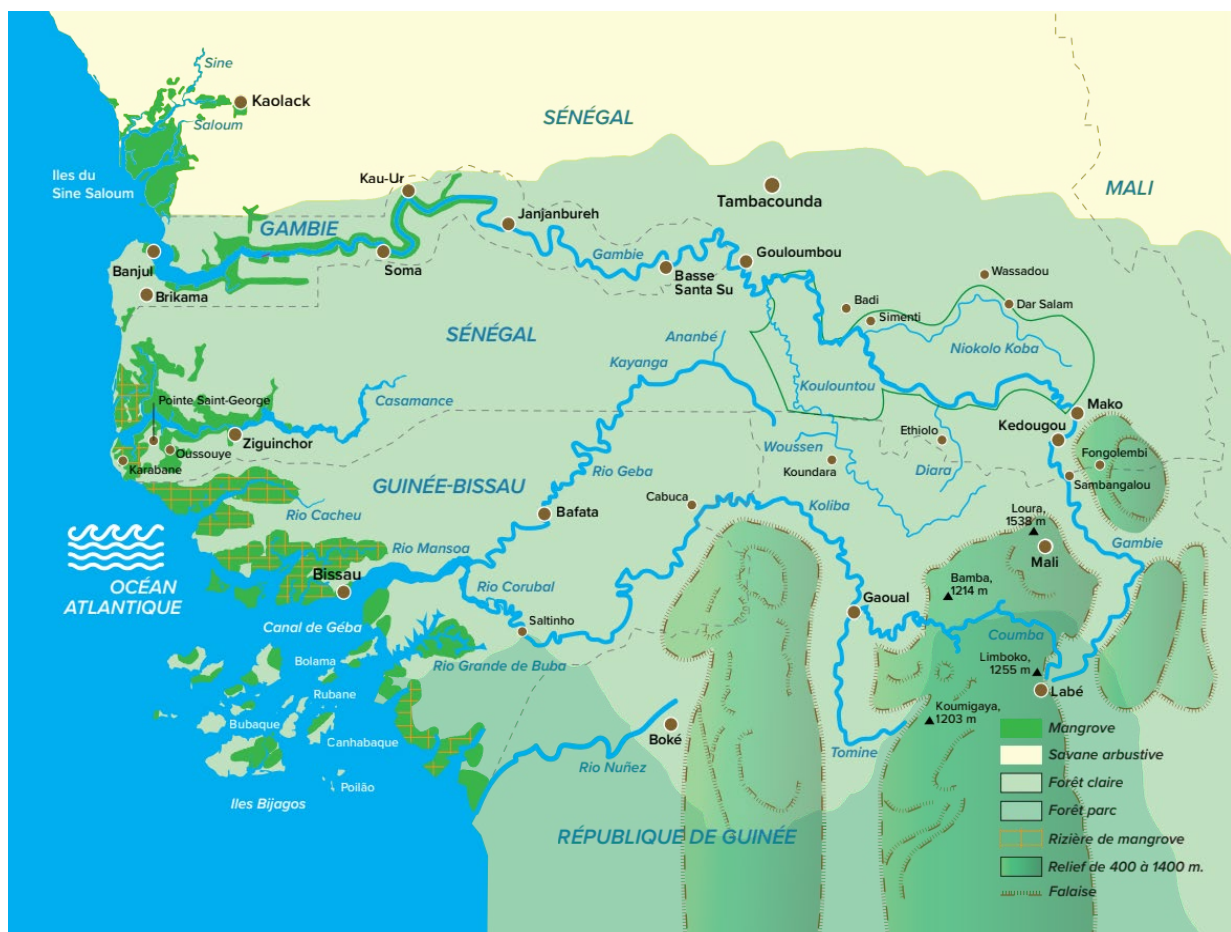 Sine
Kaolack
Saloum
SÉNÉGAL
Iles du
Sine Saloum
Kau-Ur
MALI
Tambacounda
Janjanbureh
GAMBIE
Gouloumbou
Banjul
Soma
Gambie
Basse
Santa Su
Wassadou
Brikama
Badi
Dar Salam
Simenti
SÉNÉGAL
Ananbé
Niokolo Koba
Kayanga
Koulountou
Casamance
Pointe Saint-George
Mako
Ziguinchor
Ethiolo
Kedougou
Oussouye
Woussen
Fongolembi
Karabane
Koundara
Diara
Sambangalou
Rio Geba
GUINÉE-BISSAU
Cabuca
Koliba
Rio Cacheu
Bafata
Loura,
1538 m
Gambie
Rio Mansoa
Mali
OCÉAN
ATLANTIQUE
Bissau
Rio Corubal
Bamba,
1214 m
Gaoual
Saltinho
Canal de Géba
Coumba
Bolama
Rio Grande de Buba
Limboko,
1255 m
Rubane
Labé
Bubaque
Koumigaya,
1203 m
Boké
Canhabaque
Tomine
Rio Nuñez
Poilão
Iles Bijagos
RÉPUBLIQUE DE GUINÉE
Mangrove
Savane arbustive
Forêt claire
Forêt parc
Rizière de mangrove
Relief de 400 à 1400 m.
Falaise